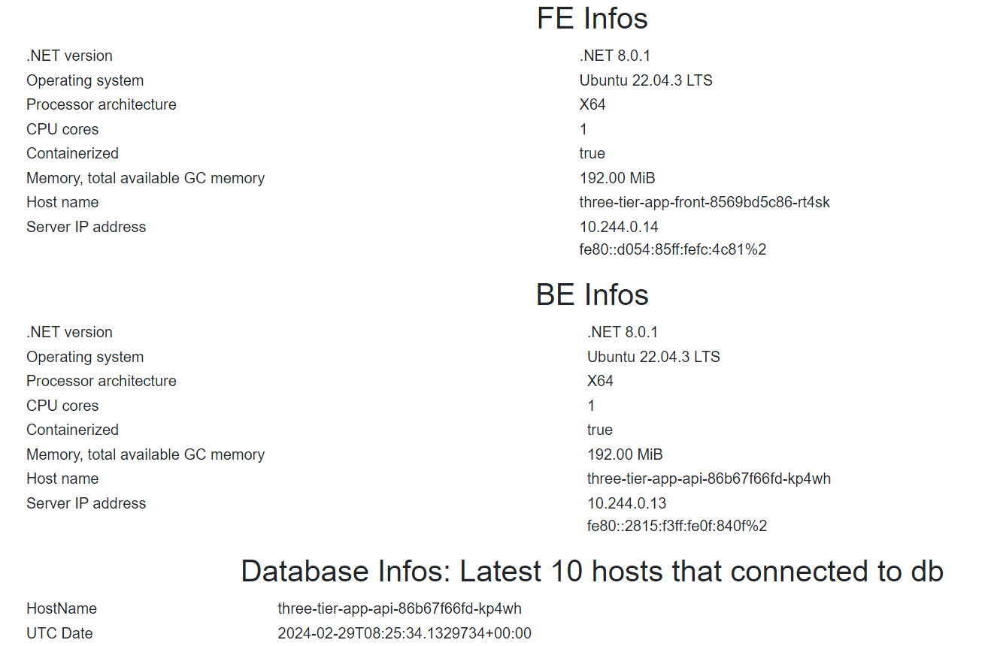 FE Infos
.NET version .NET 8.0.1
Operating system Ubuntu 22.04.3 LTS
Processor architecture X64
CPU cores 1
Containerized true
Memory, total available GC memory 192.00 MiB
Host name three-tier-app-front-8569bd5c86-rt4sk
Server IP address 10.244.0.14
fe80::d054:85ff:fefc:4c81%2
BE Infos
.NET version .NET 8.0.1
Operating system Ubuntu 22.04.3 LTS
Processor architecture X64
CPU cores 1
Containerized true
Memory, total available GC memory 192.00 MiB
Host name three-tier-app-api-86b67f66fd-kp4wh
Server IP address 10.244.0.13
fe80::2815:f3ff:fe0f:840f%2
Database Infos: Latest 10 hosts that connected to db
HostName three-tier-app-api-86b67f66fd-kp4wh
UTC Date 2024-02-29T08:25:34.1329734+00:00